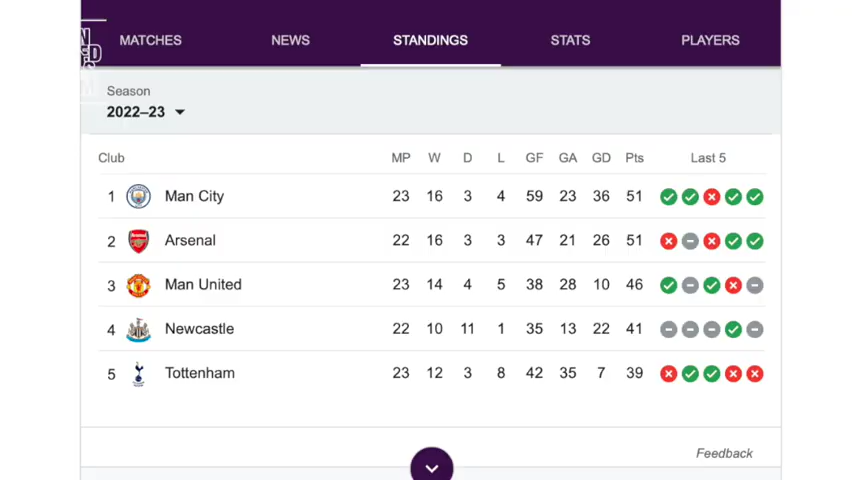 MATCHES NEWS STANDINGS STATS PLAYERS
Season
2022–23
Club MP W D L GF GA GD Pts Last 5
1 Man City 23 16 3 4 59 23 36 51
2 Arsenal 22 16 3 3 47 21 26 51
3 Man United 23 14 4 5 38 28 10 46
4 Newcastle 22 10 11 1 35 13 22 41
5 Tottenham 23 12 3 8 42 35 7 39
Feedback